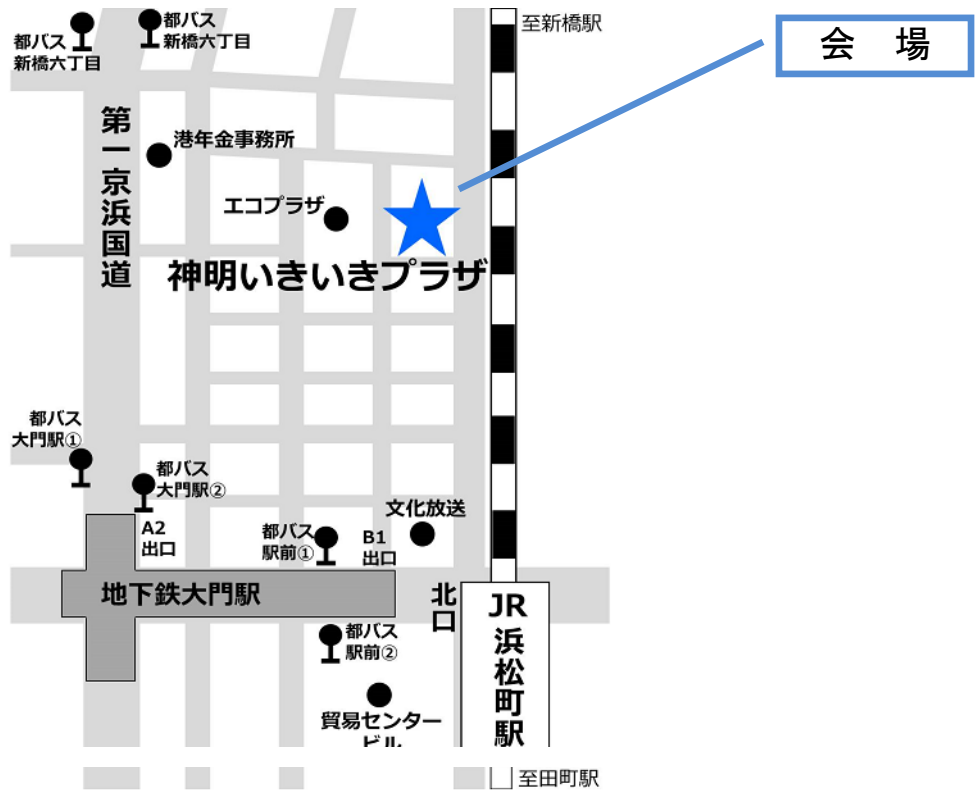 都バス
新橋六丁目
都バス
新橋六丁目
至新橋駅
会 場
第一京浜国道
港年金事務所
エコプラザ
神明いきいきプラザ
都バス
大門駅①
都バス
大門駅②
文化放送
A2
出口
都バス
駅前①
B1
出口
地下鉄大門駅
北口
JR
浜松町駅
都バス
駅前②
貿易センター
ビル
至田町駅